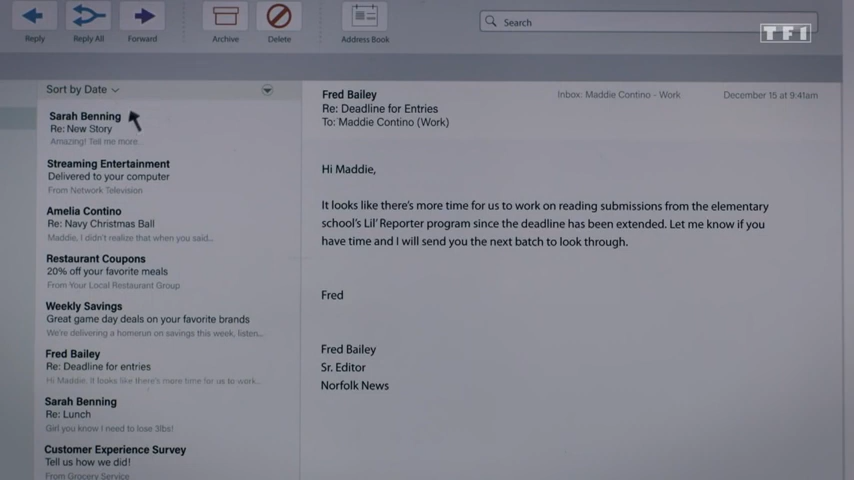 Reply
Reply All
Forward
Archive
Delete
Address Book
Search
TF1
Sort by Date
Sarah Benning
Re: New Story
Amazing! Tell me more...
Streaming Entertainment
Delivered to your computer
From Network Television
Amelia Contino
Re: Navy Christmas Ball
Maddie, I didn't realize that when you said...
Restaurant Coupons
20% off your favorite meals
From Your Local Restaurant Group
Weekly Savings
Great game day deals on your favorite brands
We're delivering a homerun on savings this week, listen...
Fred Bailey
Re: Deadline for entries
Hi Maddie, It looks like there's more time for us to work...
Sarah Benning
Re: Lunch
Girl you know I need to lose 3lbs!
Customer Experience Survey
Tell us how we did!
From Grocery Service
Fred Bailey
Inbox: Maddie Contino - Work
December 15 at 9:41am
Re: Deadline for Entries
To: Maddie Contino (Work)
Hi Maddie,
It looks like there's more time for us to work on reading submissions from the elementary
school's Lil' Reporter program since the deadline has been extended. Let me know if you
have time and I will send you the next batch to look through.
Fred
Fred Bailey
Sr. Editor
Norfolk News